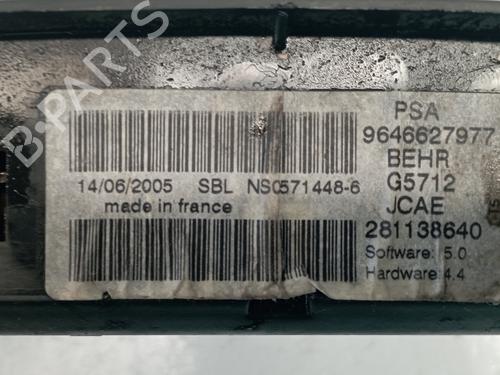 PSA
9646627977
BEHR
G5712
JCAE
281138640
Software: 5.0
Hardware: 4.4
14/06/2005 SBL NS0571448-6
made in france